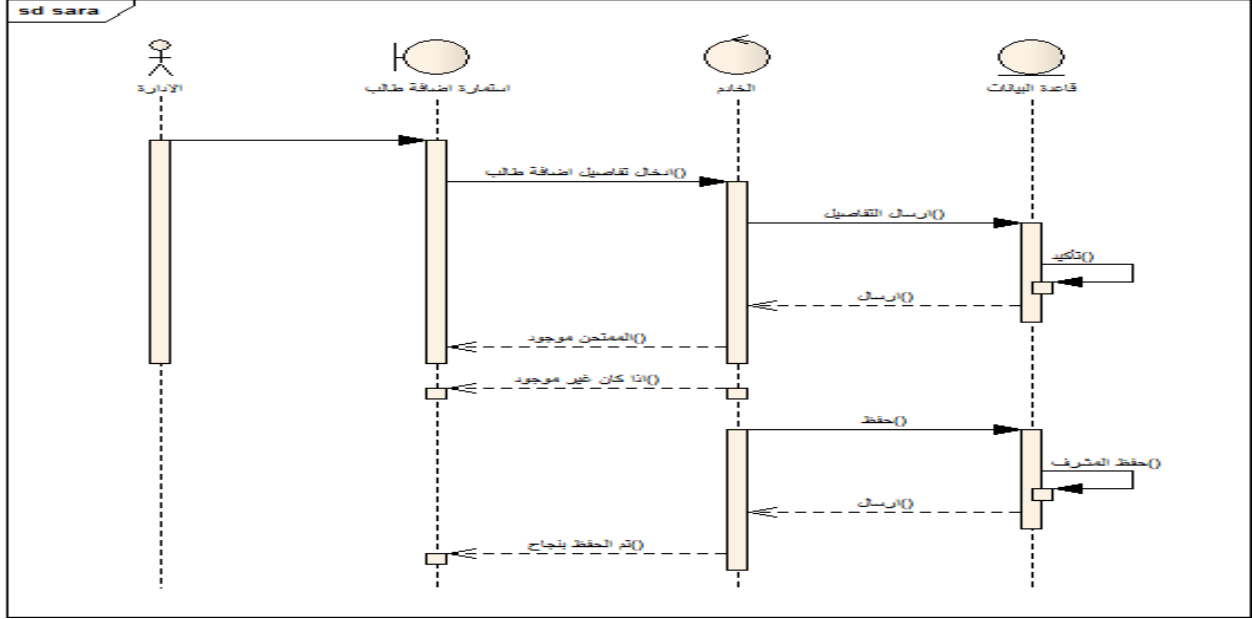 sd sara
الادارة
استمارة اضافة طالب
الخادم
قاعدة البيانات
ادخال تفاصيل اضافة طالب()
ارسال التفاصيل()
تأكيد()
ارسال()
الممتحن موجود()
اذا كان غير موجود()
حفظ()
حفظ المشرف()
ارسال()
تم الحفظ بنجاح()